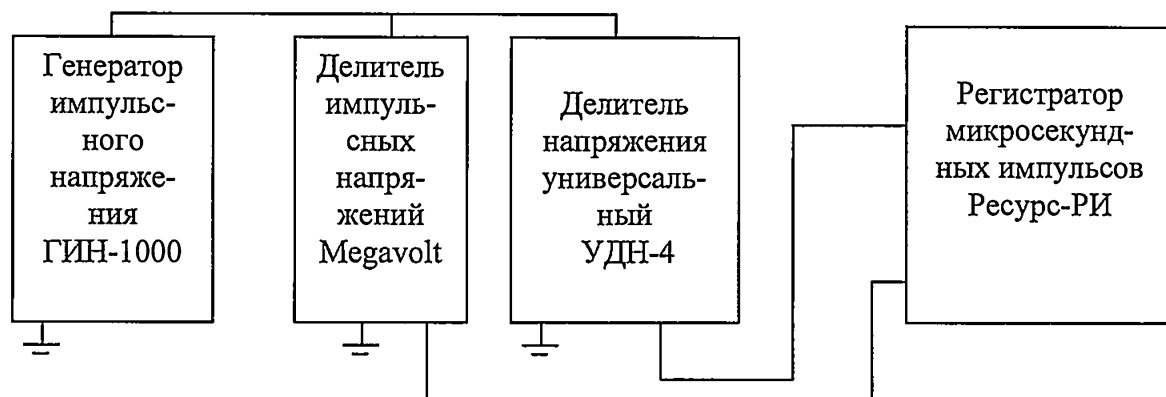 Генератор
импульс-
ного
напряже-
ния
ГИН-1000
Делитель
импуль-
сных
напря-
жений
Megavolt
Делитель
напряжения
универсаль-
ный
УДН-4
Регистратор
микросекунд-
ных импульсов
Ресурс-РИ